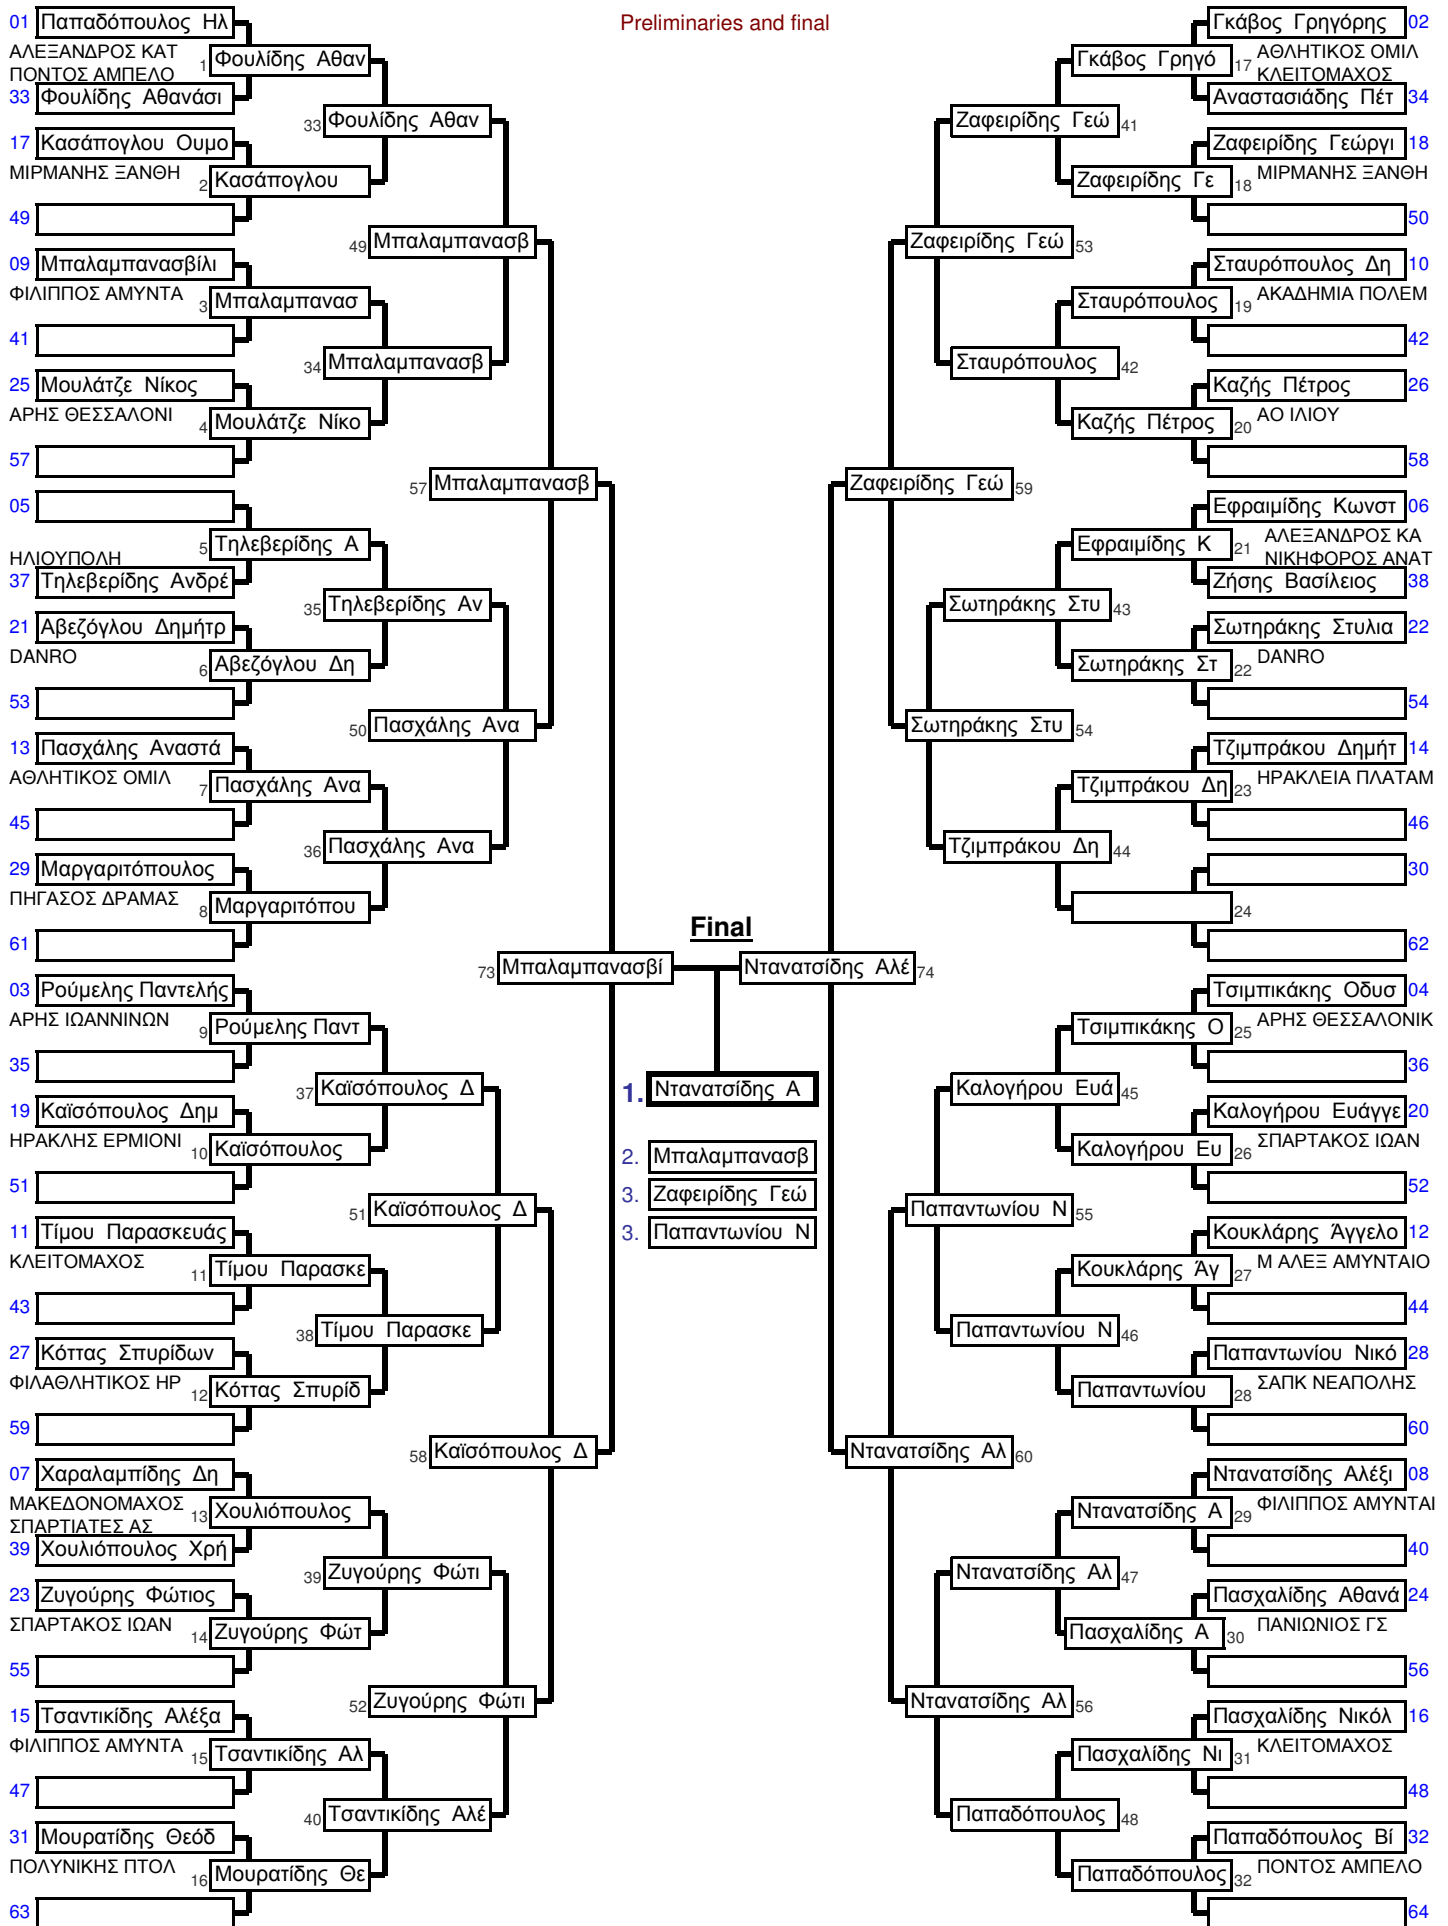 Preliminaries and final
01 Παπαδόπουλος Ηλ
ΑΛΕΞΑΝΔΡΟΣ ΚΑΤ
1 Φουλίδης Αθαν
ΠΟΝΤΟΣ ΑΜΠΕΛΟ
33 Φουλίδης Αθανάσι
33 Φουλίδης Αθαν
17 Κασάπογλου Ουμο
ΜΙΡΜΑΝΗΣ ΞΑΝΘΗ
2 Κασάπογλου
49
49 Μπαλαμπανασβ
09 Μπαλαμπανασβίλι
ΦΙΛΙΠΠΟΣ ΑΜΥΝΤΑ
3 Μπαλαμπανασ
41
34 Μπαλαμπανασβ
25 Μουλάτζε Νίκος
ΑΡΗΣ ΘΕΣΣΑΛΟΝΙ
4 Μουλάτζε Νίκο
57
57 Μπαλαμπανασβ
05
5 Τηλεβερίδης Α
ΗΛΙΟΥΠΟΛΗ
37 Τηλεβερίδης Ανδρέ
35 Τηλεβερίδης Αν
21 Αβεζόγλου Δημήτρ
DANRO
6 Αβεζόγλου Δη
53
50 Πασχάλης Ανα
13 Πασχάλης Αναστά
ΑΘΛΗΤΙΚΟΣ ΟΜΙΛ
7 Πασχάλης Ανα
45
36 Πασχάλης Ανα
29 Μαργαριτόπουλος
ΠΗΓΑΣΟΣ ΔΡΑΜΑΣ
8 Μαργαριτόπου
61
73 Μπαλαμπανασβί
03 Ρούμελης Παντελής
ΑΡΗΣ ΙΩΑΝΝΙΝΩΝ
9 Ρούμελης Παντ
35
37 Καϊσόπουλος Δ
19 Καϊσόπουλος Δημ
ΗΡΑΚΛΗΣ ΕΡΜΙΟΝΙ
10 Καϊσόπουλος
51
51 Καϊσόπουλος Δ
11 Τίμου Παρασκευάς
ΚΛΕΙΤΟΜΑΧΟΣ
11 Τίμου Παρασκε
43
38 Τίμου Παρασκε
27 Κόττας Σπυρίδων
ΦΙΛΑΘΛΗΤΙΚΟΣ ΗΡ
12 Κόττας Σπυρίδ
59
58 Καϊσόπουλος Δ
07 Χαραλαμπίδης Δη
ΜΑΚΕΔΟΝΟΜΑΧΟΣ
13 Χουλιόπουλος
ΣΠΑΡΤΙΑΤΕΣ ΑΣ
39 Χουλιόπουλος Χρή
39 Ζυγούρης Φώτι
23 Ζυγούρης Φώτιος
ΣΠΑΡΤΑΚΟΣ ΙΩΑΝ
14 Ζυγούρης Φώτ
55
52 Ζυγούρης Φώτι
15 Τσαντικίδης Αλέξα
ΦΙΛΙΠΠΟΣ ΑΜΥΝΤΑ
15 Τσαντικίδης Αλ
47
40 Τσαντικίδης Αλέ
31 Μουρατίδης Θεόδ
ΠΟΛΥΝΙΚΗΣ ΠΤΟΛ
16 Μουρατίδης Θε
63
Final
1. Ντανατσίδης Α
2. Μπαλαμπανασβ
3. Ζαφειρίδης Γεώ
3. Παπαντωνίου Ν
Γκάβος Γρηγόρης 02
ΑΘΛΗΤΙΚΟΣ ΟΜΙΛ
Γκάβος Γρηγό 17
ΚΛΕΙΤΟΜΑΧΟΣ
Αναστασιάδης Πέτ 34
Ζαφειρίδης Γεώ 41
Ζαφειρίδης Γεώργι 18
ΜΙΡΜΑΝΗΣ ΞΑΝΘΗ
Ζαφειρίδης Γε 18
50
Ζαφειρίδης Γεώ 53
Σταυρόπουλος Δη 10
ΑΚΑΔΗΜΙΑ ΠΟΛΕΜ
Σταυρόπουλος 19
42
Σταυρόπουλος 42
Καζής Πέτρος 26
ΑΟ ΙΛΙΟΥ
Καζής Πέτρος 20
58
Ζαφειρίδης Γεώ 59
Εφραιμίδης Κωνστ 06
ΑΛΕΞΑΝΔΡΟΣ ΚΑ
Εφραιμίδης Κ 21
ΝΙΚΗΦΟΡΟΣ ΑΝΑΤ
Ζήσης Βασίλειος 38
Σωτηράκης Στυ 43
Σωτηράκης Στυλια 22
DANRO
Σωτηράκης Στ 22
54
Σωτηράκης Στυ 54
Τζιμπράκου Δημήτ 14
ΗΡΑΚΛΕΙΑ ΠΛΑΤΑΜ
Τζιμπράκου Δη 23
46
Τζιμπράκου Δη 44
30
24
62
Ντανατσίδης Αλέ 74
Τσιμπικάκης Οδυσ 04
ΑΡΗΣ ΘΕΣΣΑΛΟΝΙΚ
Τσιμπικάκης Ο 25
36
Καλογήρου Ευά 45
Καλογήρου Ευάγγε 20
ΣΠΑΡΤΑΚΟΣ ΙΩΑΝ
Καλογήρου Ευ 26
52
Παπαντωνίου Ν 55
Κουκλάρης Άγγελο 12
Μ ΑΛΕΞ ΑΜΥΝΤΑΙΟ
Κουκλάρης Άγ 27
44
Παπαντωνίου Ν 46
Παπαντωνίου Νικό 28
ΣΑΠΚ ΝΕΑΠΟΛΗΣ
Παπαντωνίου 28
60
Ντανατσίδης Αλ 60
Ντανατσίδης Αλέξι 08
ΦΙΛΙΠΠΟΣ ΑΜΥΝΤΑΙ
Ντανατσίδης Α 29
40
Ντανατσίδης Αλ 47
Πασχαλίδης Αθανά 24
ΠΑΝΙΩΝΙΟΣ ΓΣ
Πασχαλίδης Α 30
56
Ντανατσίδης Αλ 56
Πασχαλίδης Νικόλ 16
ΚΛΕΙΤΟΜΑΧΟΣ
Πασχαλίδης Νι 31
48
Παπαδόπουλος 48
Παπαδόπουλος Βί 32
ΠΟΝΤΟΣ ΑΜΠΕΛΟ
Παπαδόπουλος 32
64